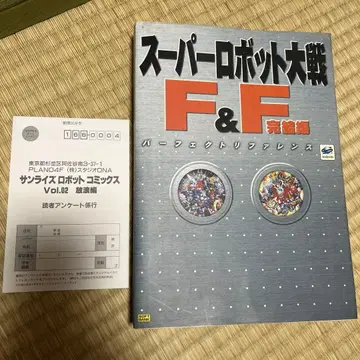 スーパーロボット大戦
F&F
完結編
パーフェクトリファレンス
166-0004
東京都杉並区阿佐谷南3-37-1
PLANO4F (株)スタジオDNA
サンライズ ロボット コミックス
Vol.02 放浪編
読者アンケート係行